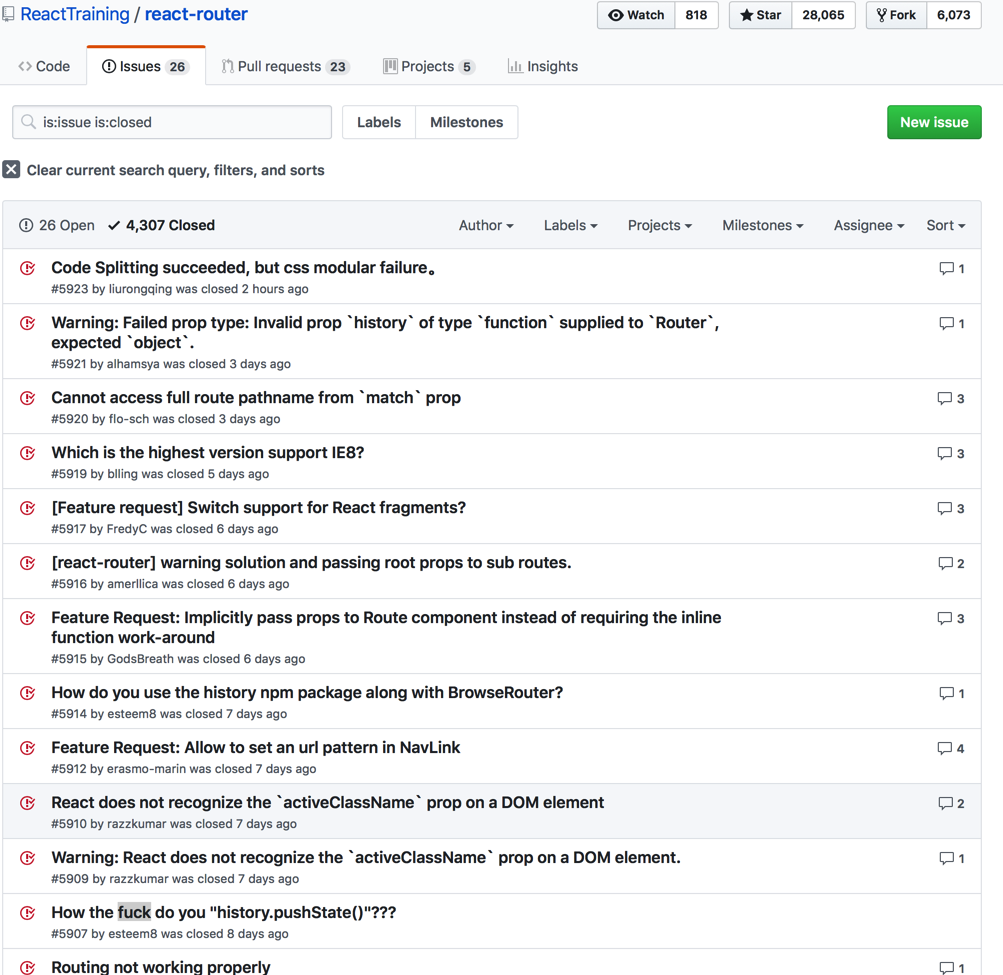 ReactTraining / react-router
Watch 818 Star 28,065 Fork 6,073
Code Issues 26 Pull requests 23 Projects 5 Insights
is:issue is:closed Labels Milestones New issue
Clear current search query, filters, and sorts
26 Open 4,307 Closed Author Labels Projects Milestones Assignee Sort
Code Splitting succeeded, but css modular failure。 1
#5923 by liurongqing was closed 2 hours ago
Warning: Failed prop type: Invalid prop `history` of type `function` supplied to `Router`, 1
expected `object`.
#5921 by alhamsya was closed 3 days ago
Cannot access full route pathname from `match` prop 3
#5920 by flo-sch was closed 3 days ago
Which is the highest version support IE8? 3
#5919 by blling was closed 5 days ago
[Feature request] Switch support for React fragments? 3
#5917 by FredyC was closed 6 days ago
[react-router] warning solution and passing root props to sub routes. 2
#5916 by amerllica was closed 6 days ago
Feature Request: Implicitly pass props to Route component instead of requiring the inline 3
function work-around
#5915 by GodsBreath was closed 6 days ago
How do you use the history npm package along with BrowseRouter? 1
#5914 by esteem8 was closed 7 days ago
Feature Request: Allow to set an url pattern in NavLink 4
#5912 by erasmo-marin was closed 7 days ago
React does not recognize the `activeClassName` prop on a DOM element 2
#5910 by razzkumar was closed 7 days ago
Warning: React does not recognize the `activeClassName` prop on a DOM element. 1
#5909 by razzkumar was closed 7 days ago
How the fuck do you "history.pushState()"???
#5907 by esteem8 was closed 8 days ago
Routing not working properly 1